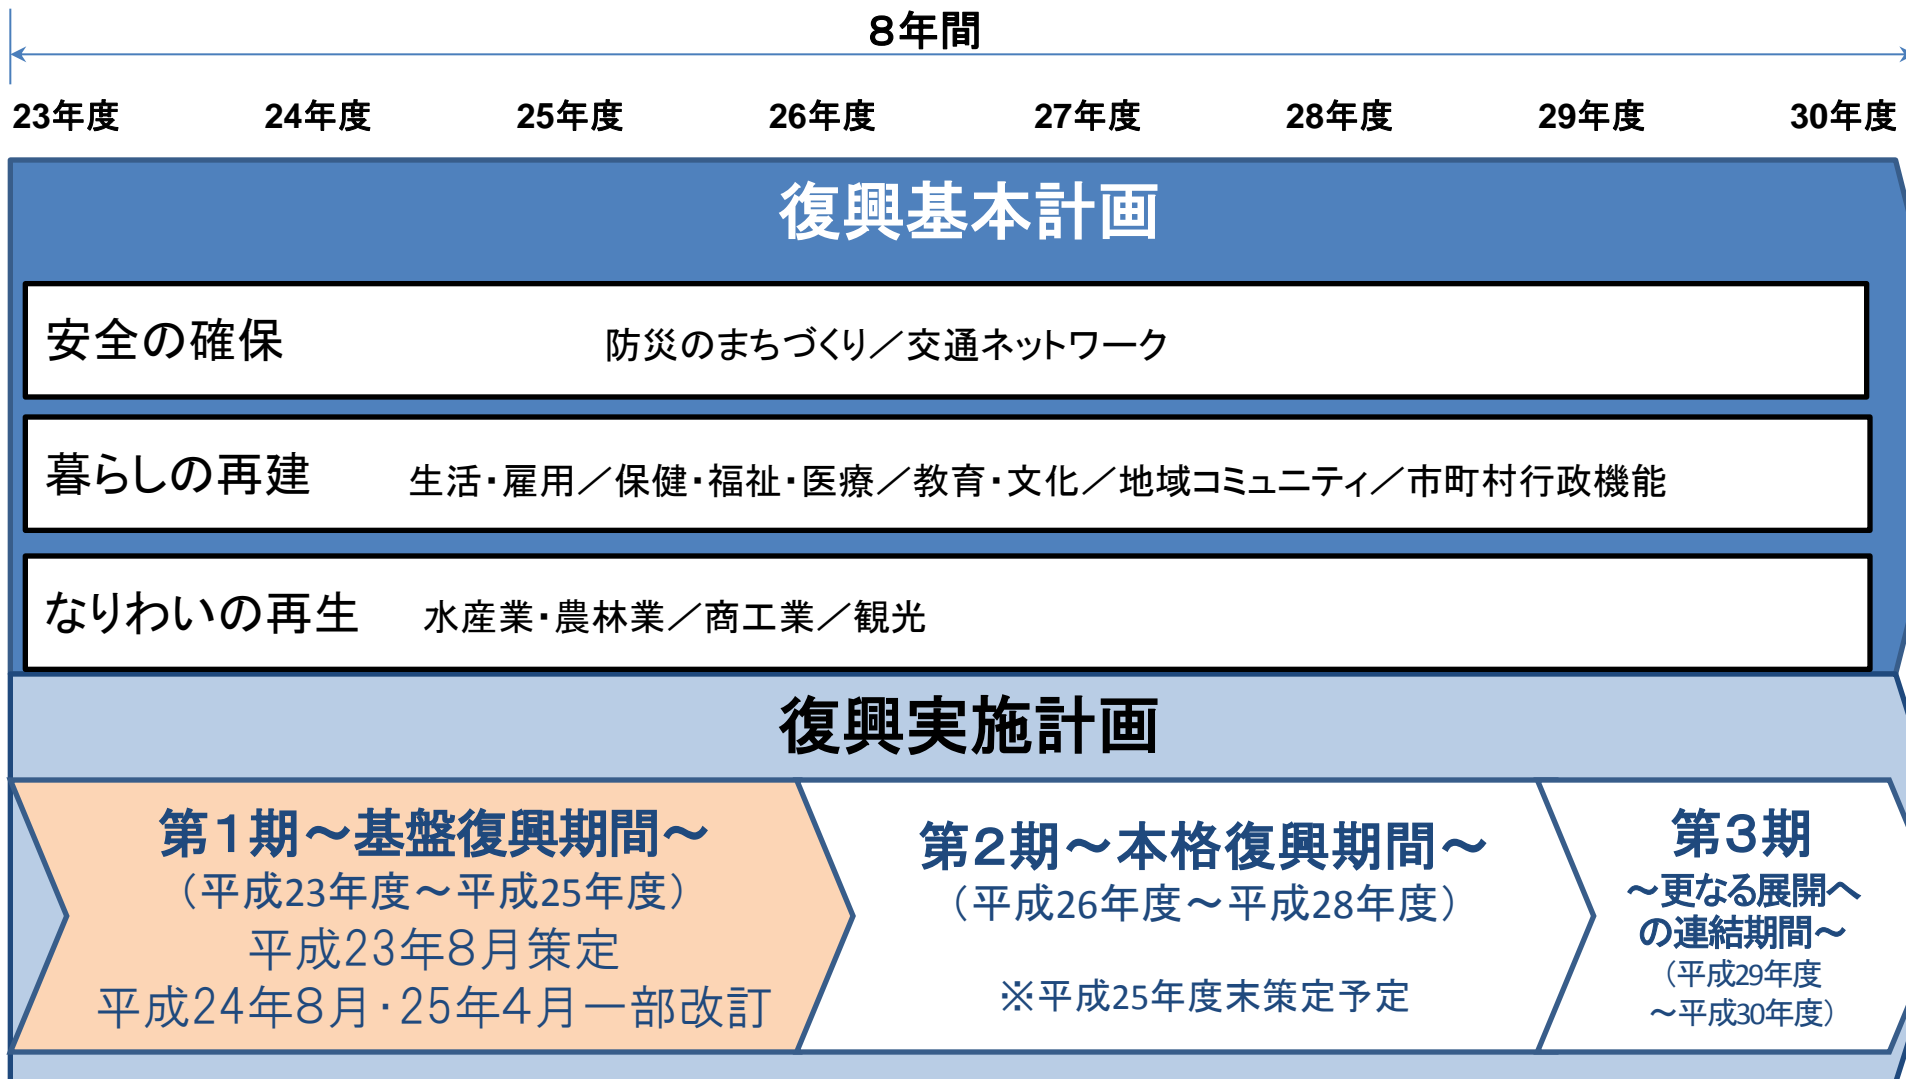 ８年間
23年度 24年度 25年度 26年度 27年度 28年度 29年度 30年度
復興基本計画
安全の確保 防災のまちづくり／交通ネットワーク
暮らしの再建 生活・雇用／保健・福祉・医療／教育・文化／地域コミュニティ／市町村行政機能
なりわいの再生 水産業・農林業／商工業／観光
復興実施計画
第１期～基盤復興期間～
（平成23年度～平成25年度）
平成23年８月策定
平成24年８月・25年４月一部改訂
第２期～本格復興期間～
（平成26年度～平成28年度）
※平成25年度末策定予定
第３期
～更なる展開へ
の連結期間～
（平成29年度
～平成30年度）